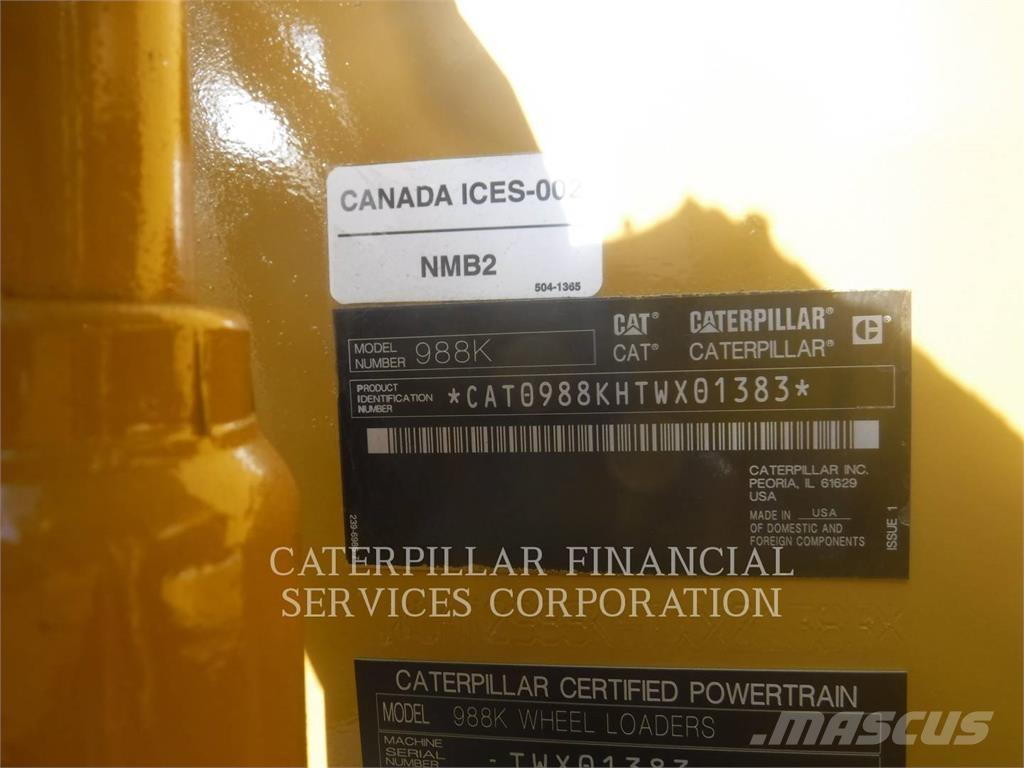 CANADA ICES-002
NMB2
504-1365
CAT® CATERPILLAR®
CAT® CATERPILLAR®
MODEL NUMBER 988K
PRODUCT IDENTIFICATION NUMBER *CAT0988KHTWX01383*
CATERPILLAR INC.
PEORIA, IL 61629
USA
MADE IN USA
OF DOMESTIC AND
FOREIGN COMPONENTS
ISSUE 1
CATERPILLAR FINANCIAL
SERVICES CORPORATION
CATERPILLAR CERTIFIED POWERTRAIN
MODEL 988K WHEEL LOADERS
MACHINE SERIAL NUMBER TWX01383
MASCUS